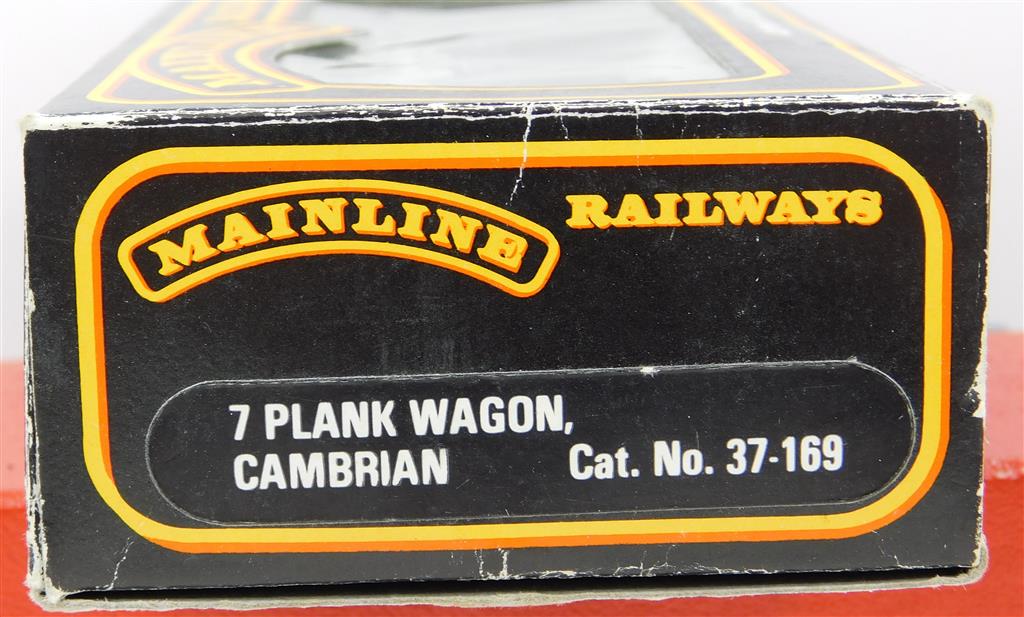 MAINLINE RAILWAYS
7 PLANK WAGON,
CAMBRIAN Cat. No. 37-169